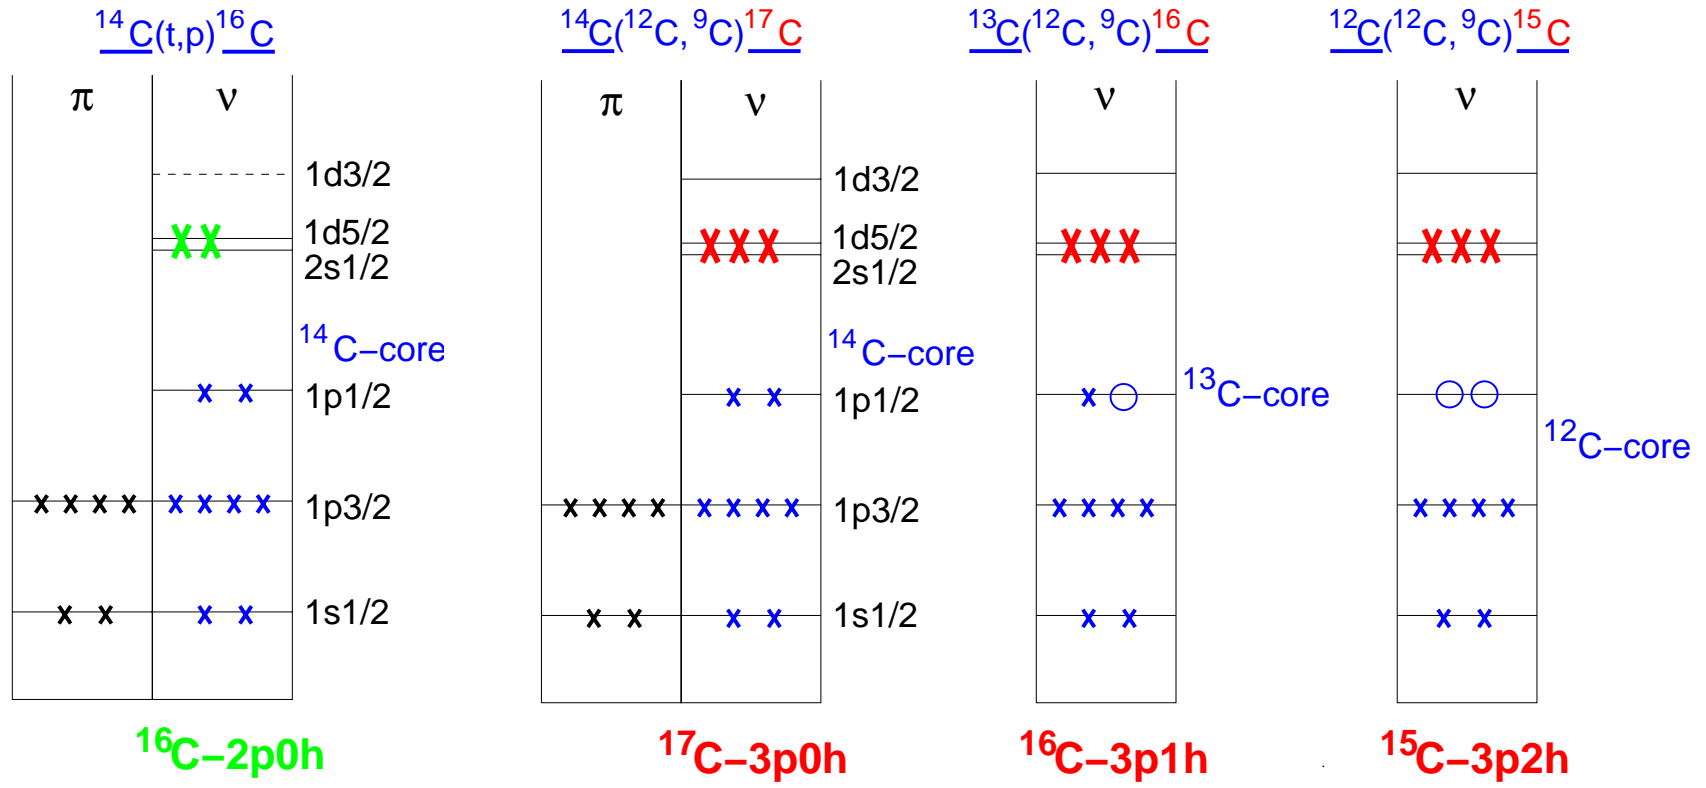 ¹⁴C(t,p)¹⁶C
π ν
1d3/2
1d5/2
2s1/2
¹⁴C–core
1p1/2
1p3/2
1s1/2
¹⁶C–2p0h
¹⁴C(¹²C, ⁹C)¹⁷C
π ν
1d3/2
1d5/2
2s1/2
¹⁴C–core
1p1/2
1p3/2
1s1/2
¹⁷C–3p0h
¹³C(¹²C, ⁹C)¹⁶C
ν
¹³C–core
¹⁶C–3p1h
¹²C(¹²C, ⁹C)¹⁵C
ν
¹²C–core
¹⁵C–3p2h